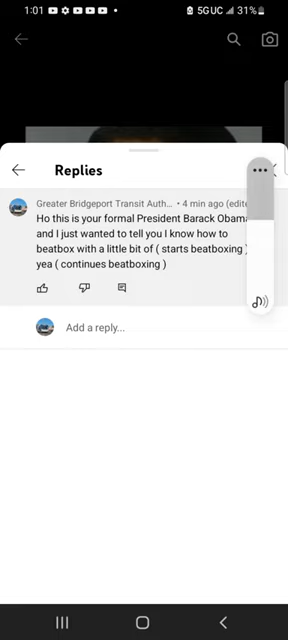 1:01
5GUC 31%
Replies
Greater Bridgeport Transit Auth... • 4 min ago (edite
Ho this is your formal President Barack Obama
and I just wanted to tell you I know how to
beatbox with a little bit of ( starts beatboxing )
yea ( continues beatboxing )
Add a reply...